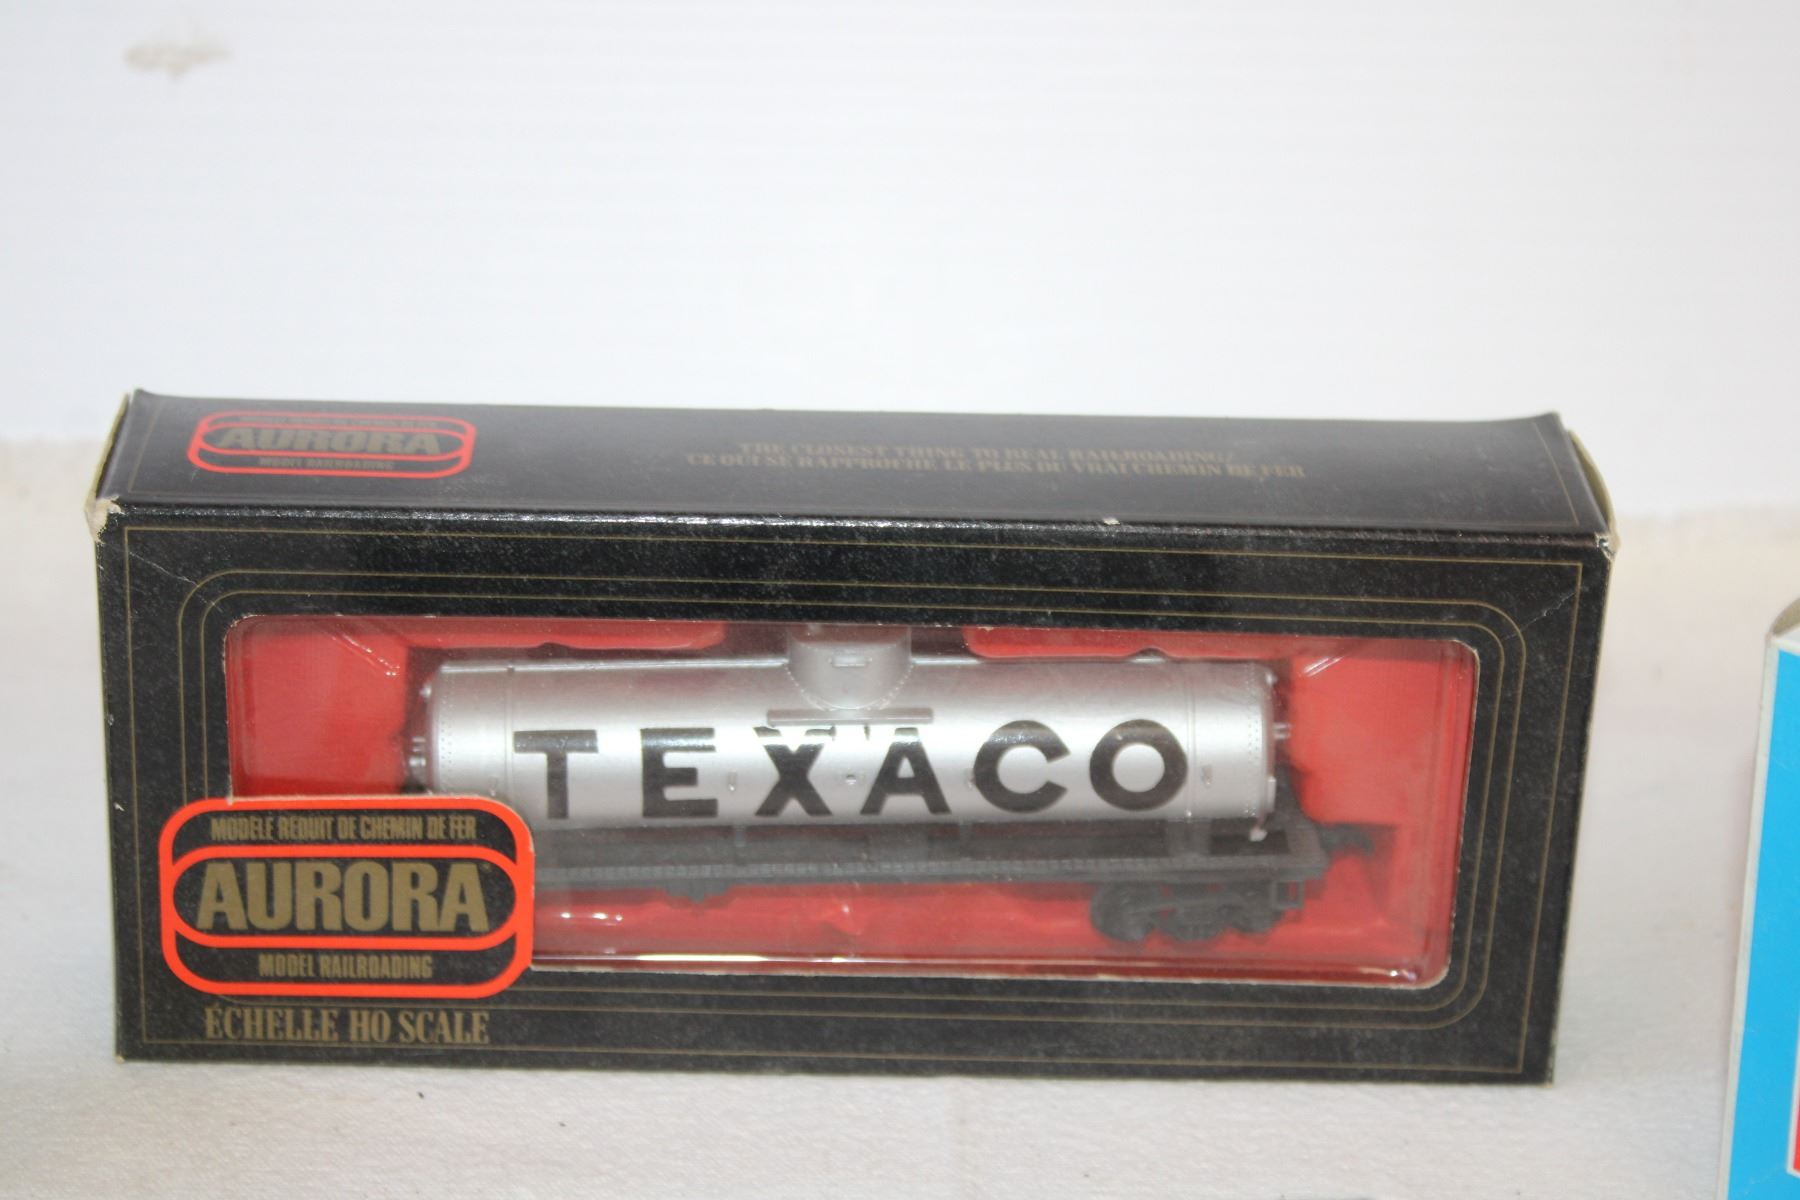 AURORA
MODEL RAILROADING
THE CLOSEST THING TO REAL RAILROADING!
CE QUI SE RAPPROCHE LE PLUS DU VRAI CHEMIN DE FER
TEXACO
MODÈLE RÉDUIT DE CHEMIN DE FER
AURORA
MODEL RAILROADING
ÉCHELLE HO SCALE